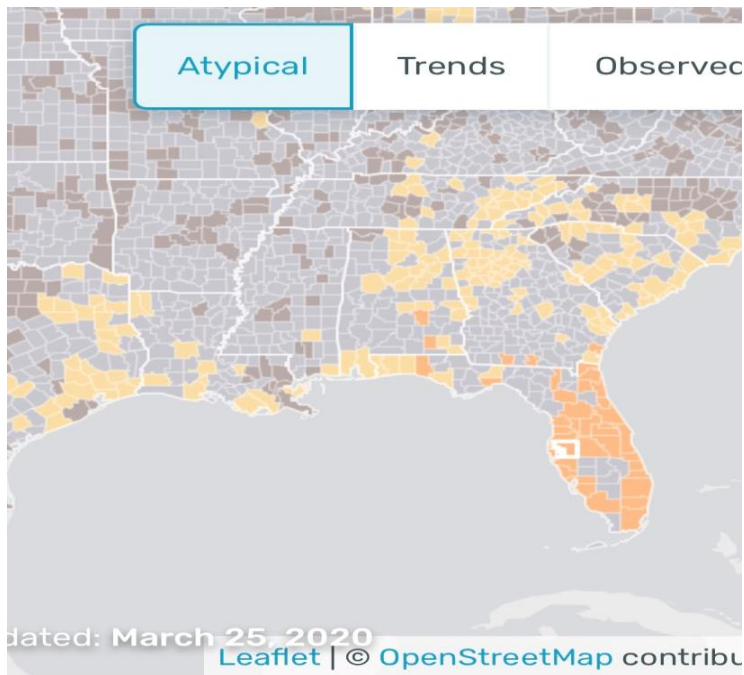 Atypical Trends Observed
dated: March 25, 2020
Leaflet | © OpenStreetMap contribu